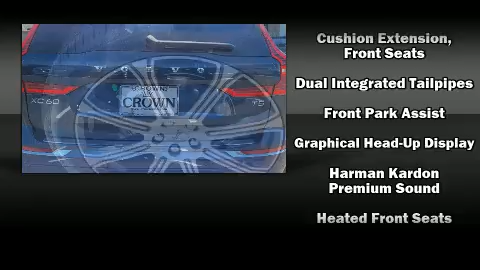 VOLVO
XC60
CROWN
T5
Cushion Extension,
Front Seats
Dual Integrated Tailpipes
Front Park Assist
Graphical Head-Up Display
Harman Kardon
Premium Sound
Heated Front Seats